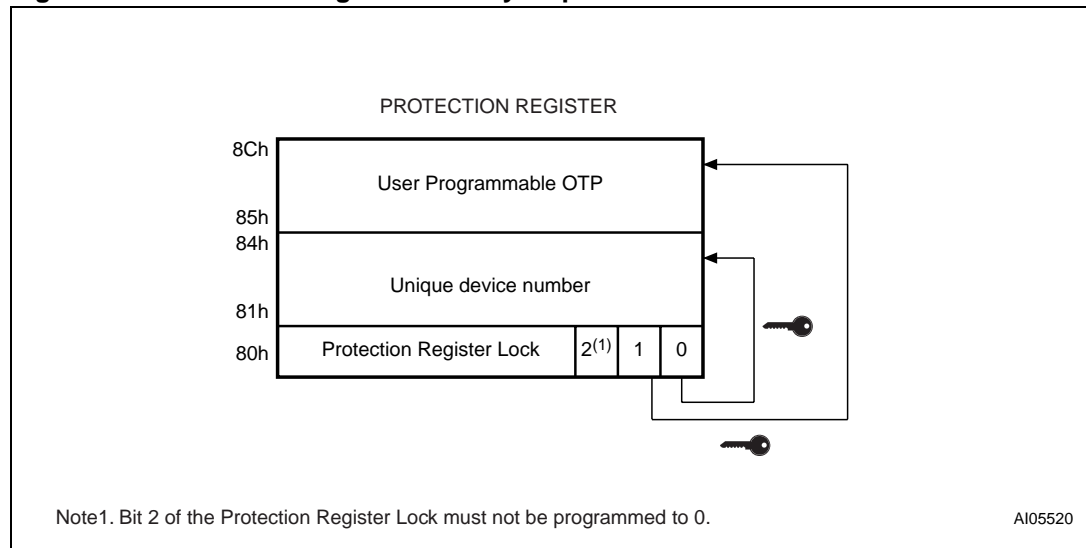 PROTECTION REGISTER
8Ch
User Programmable OTP
85h
84h
Unique device number
81h
80h Protection Register Lock 2(1) 1 0
Note1. Bit 2 of the Protection Register Lock must not be programmed to 0.
AI05520